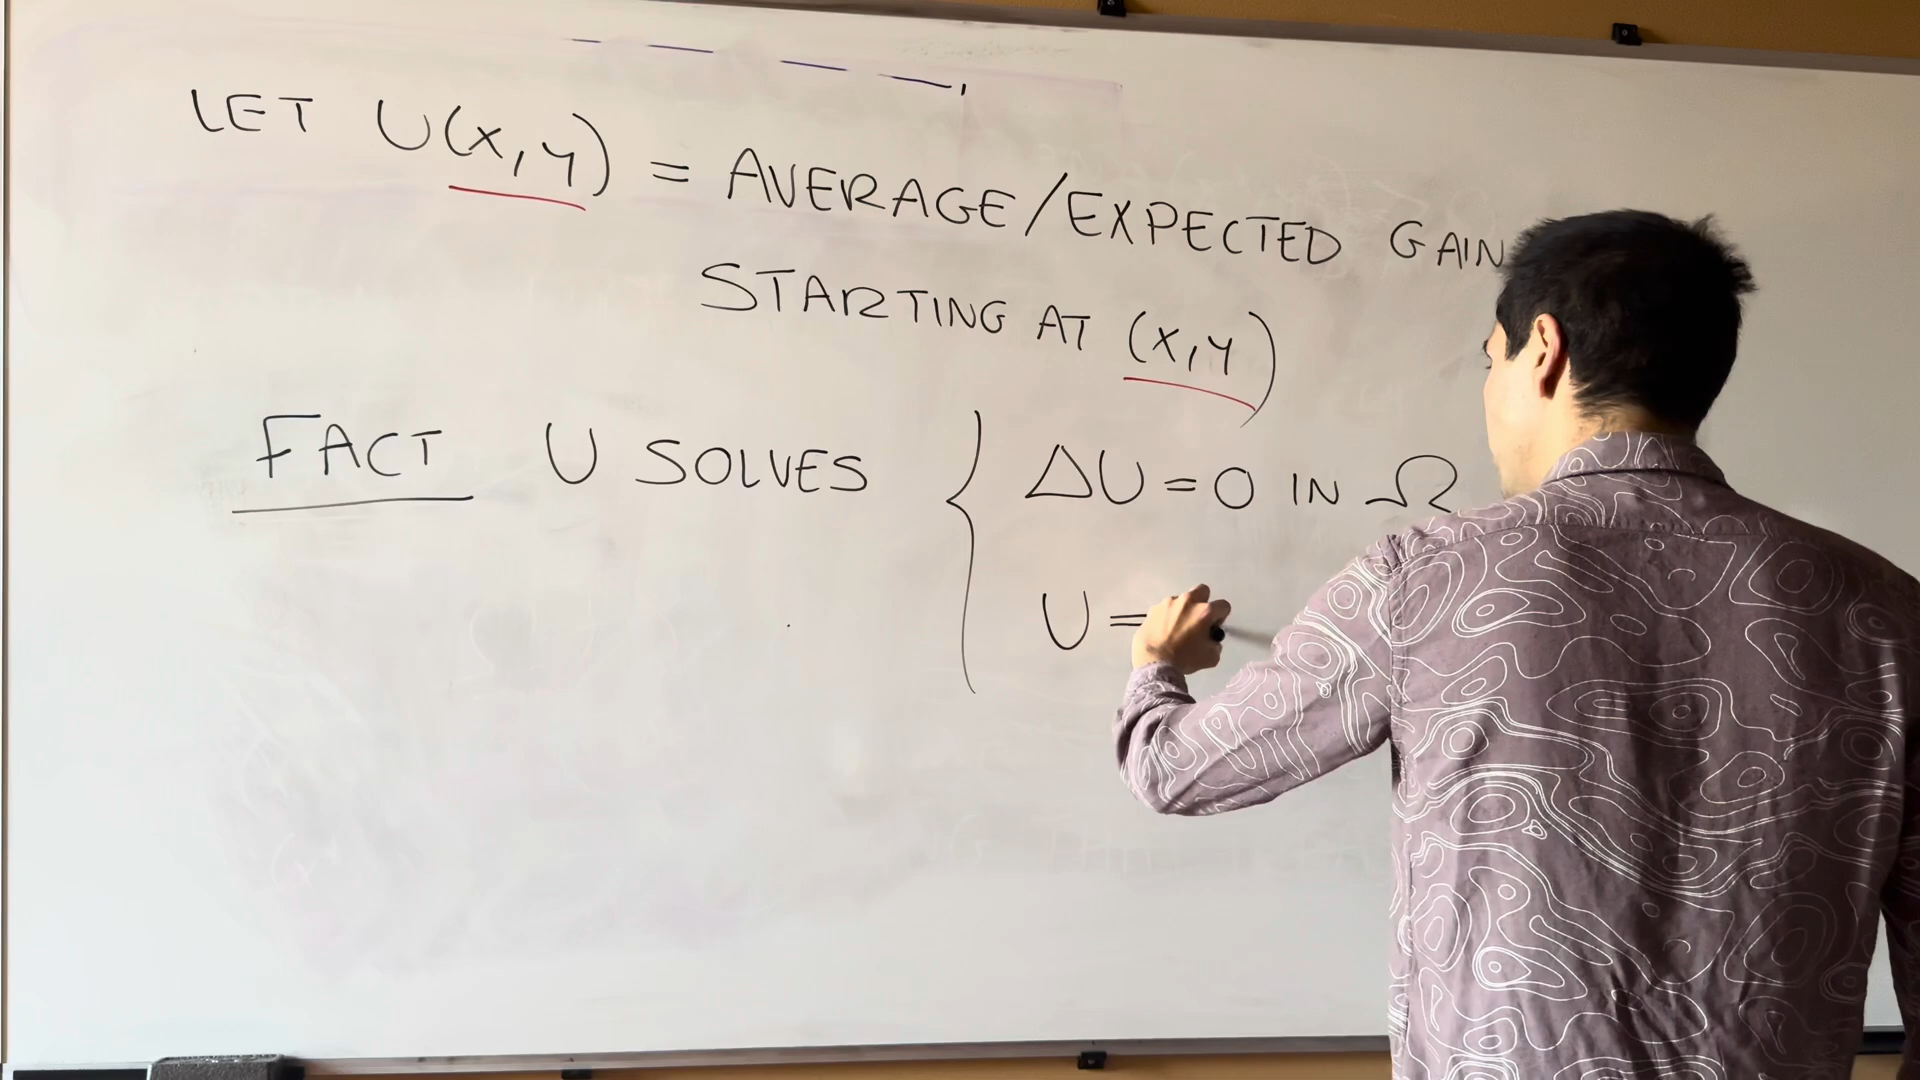 LET U(X,Y) = AVERAGE/EXPECTED GAIN
STARTING AT (X,Y)
FACT U SOLVES { ΔU = 0 IN Ω
U =